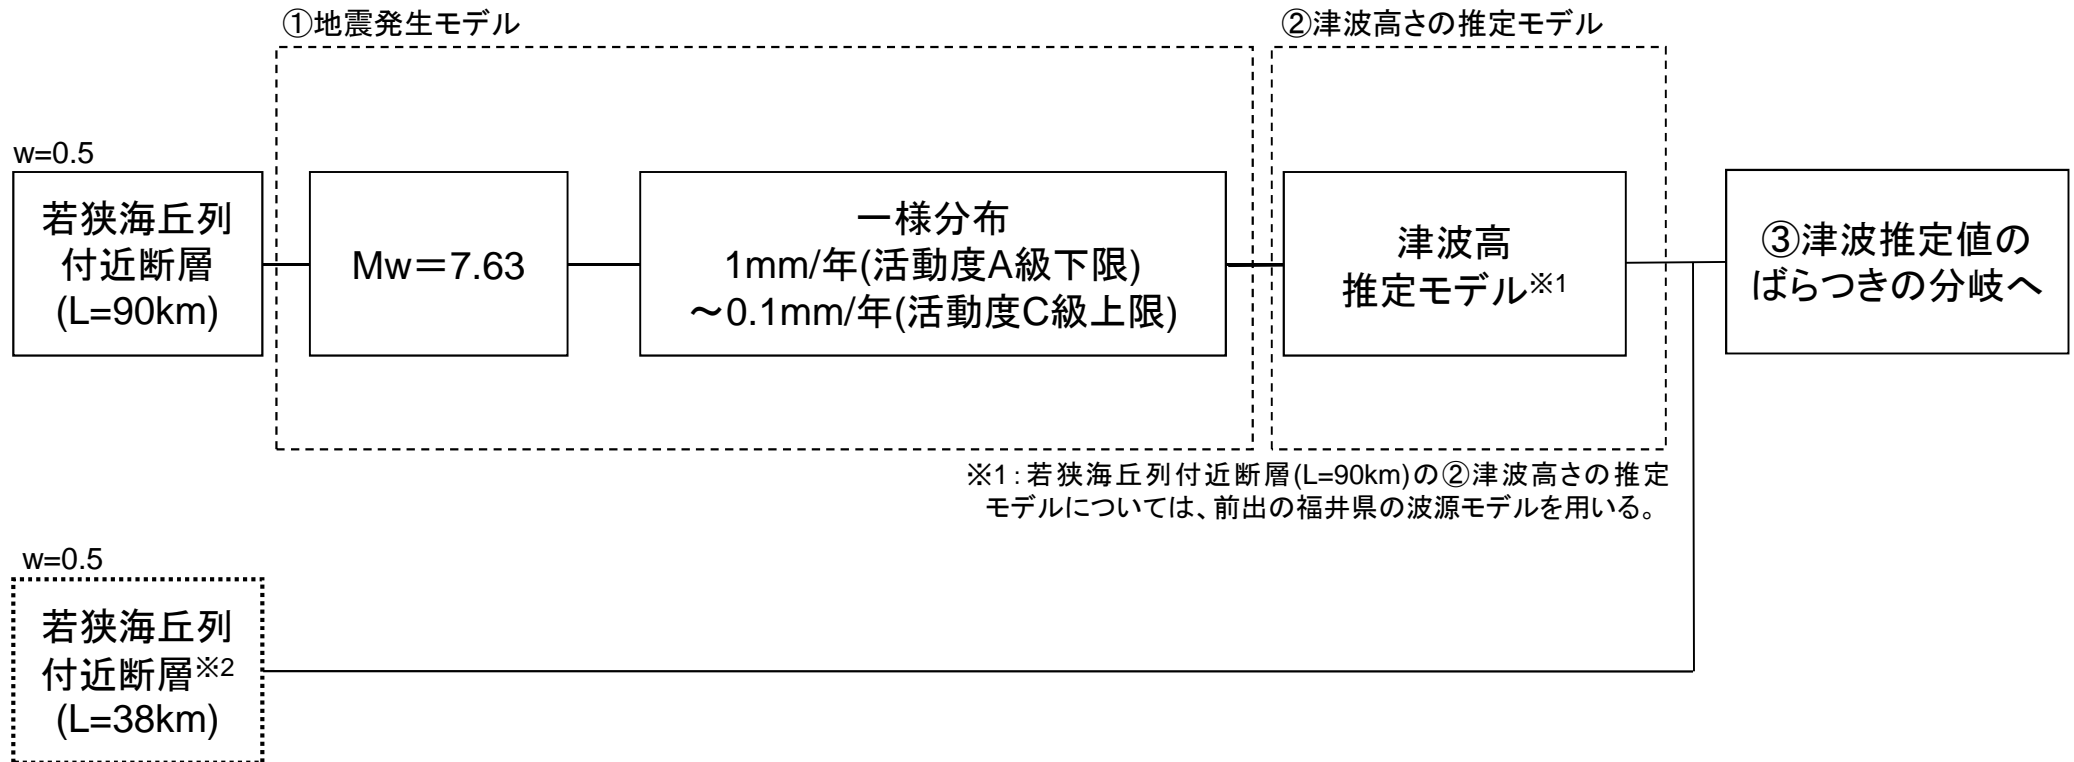 ①地震発生モデル
②津波高さの推定モデル
w=0.5
若狭海丘列
付近断層
(L=90km)
Mw=7.63
一様分布
1mm/年(活動度A級下限)
～0.1mm/年(活動度C級上限)
津波高
推定モデル※1
③津波推定値の
ばらつきの分岐へ
※1：若狭海丘列付近断層(L=90km)の②津波高さの推定
モデルについては、前出の福井県の波源モデルを用いる。
w=0.5
若狭海丘列
付近断層※2
(L=38km)